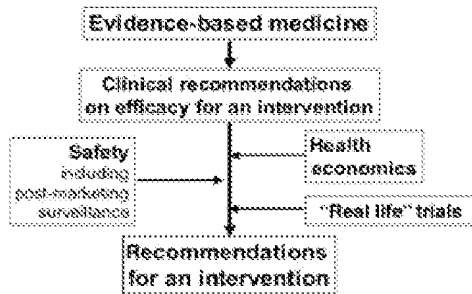 Evidence-based medicine
Clinical recommendations
on efficacy for an intervention
Safety
including
post-marketing
surveillance
Health
economics
"Real life" trials
Recommendations
for an intervention